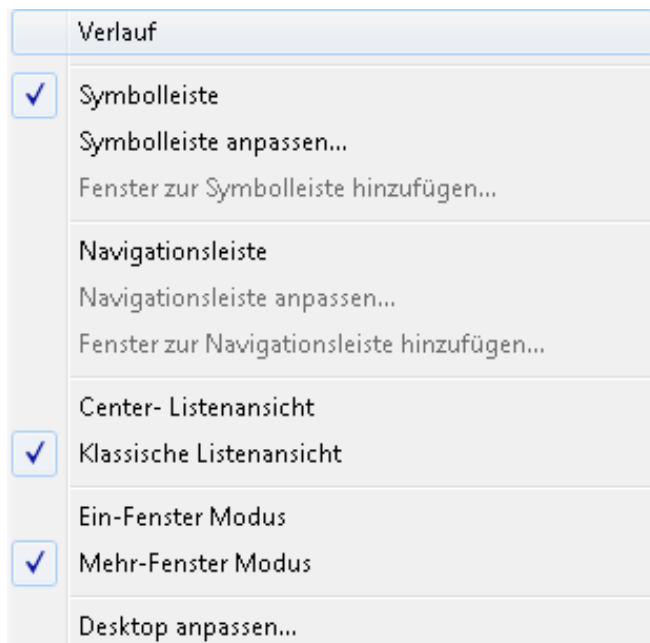 Verlauf
Symbolleiste
Symbolleiste anpassen...
Fenster zur Symbolleiste hinzufügen...
Navigationsleiste
Navigationsleiste anpassen...
Fenster zur Navigationsleiste hinzufügen...
Center- Listenansicht
Klassische Listenansicht
Ein-Fenster Modus
Mehr-Fenster Modus
Desktop anpassen...